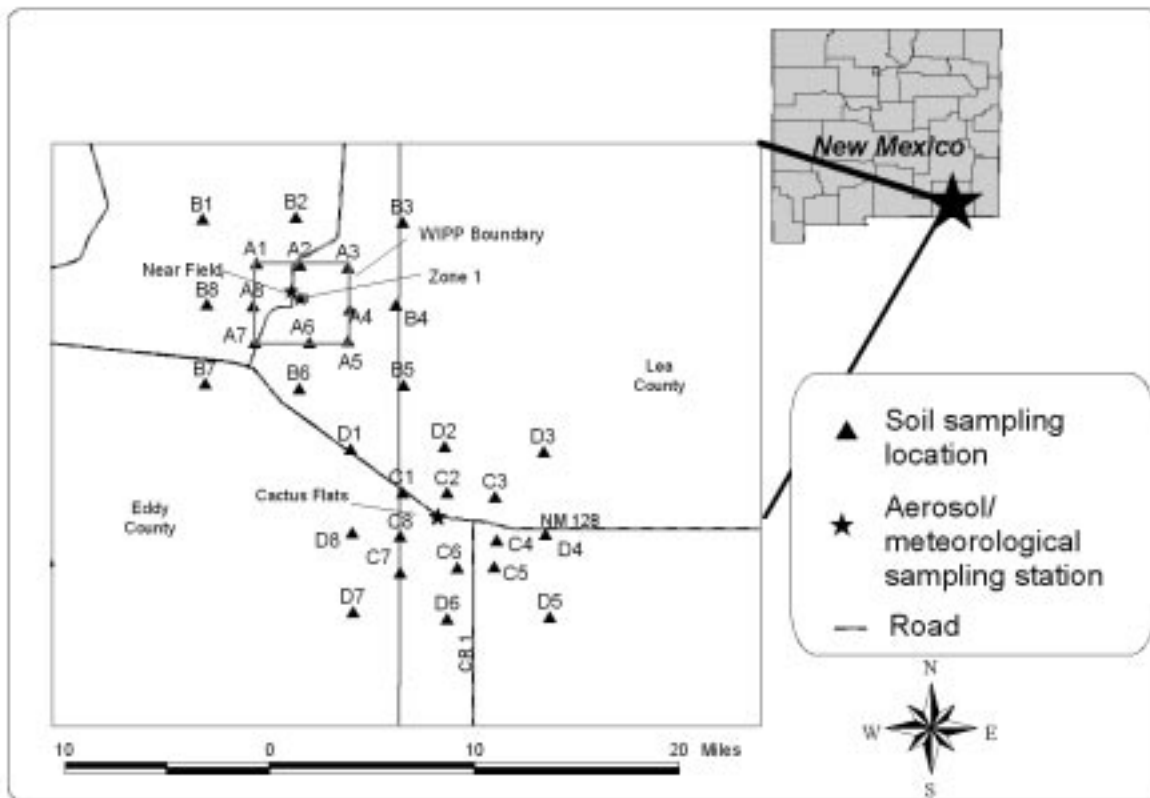 New Mexico
B1
B2
B3
WIPP Boundary
A1
A2
A3
Near Field
Zone 1
B8
A8
A4
B4
A7
A6
A5
B7
B6
B5
Lea
County
D1
D2
D3
C1
C2
C3
Cactus Flats
Eddy
County
NM 128
D8
C8
C4
D4
C7
C6
C5
D7
D6
D5
CR 1
Soil sampling
location
Aerosol/
meteorological
sampling station
Road
N
W
E
S
10
0
10
20
Miles